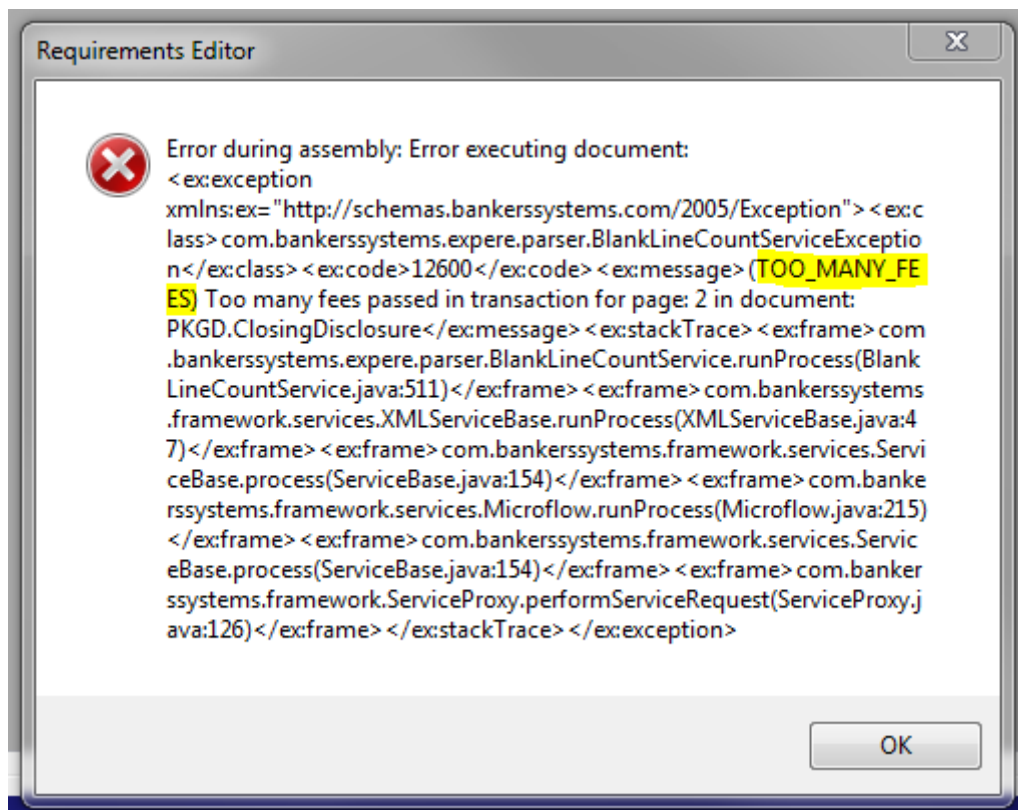 Requirements Editor
Error during assembly: Error executing document:
<ex:exception
xmlns:ex="http://schemas.bankerssystems.com/2005/Exception"><ex:c
lass>com.bankerssystems.expere.parser.BlankLineCountServiceExceptio
n</ex:class><ex:code>12600</ex:code><ex:message>(TOO_MANY_FE
ES) Too many fees passed in transaction for page: 2 in document:
PKGD.ClosingDisclosure</ex:message><ex:stackTrace><ex:frame>com
.bankerssystems.expere.parser.BlankLineCountService.runProcess(Blank
LineCountService.java:511)</ex:frame><ex:frame>com.bankerssystems
.framework.services.XMLServiceBase.runProcess(XMLServiceBase.java:4
7)</ex:frame><ex:frame>com.bankerssystems.framework.services.Servi
ceBase.process(ServiceBase.java:154)</ex:frame><ex:frame>com.banke
rssystems.framework.services.Microflow.runProcess(Microflow.java:215)
</ex:frame><ex:frame>com.bankerssystems.framework.services.Servic
eBase.process(ServiceBase.java:154)</ex:frame><ex:frame>com.banker
ssystems.framework.ServiceProxy.performServiceRequest(ServiceProxy.j
ava:126)</ex:frame></ex:stackTrace></ex:exception>
OK